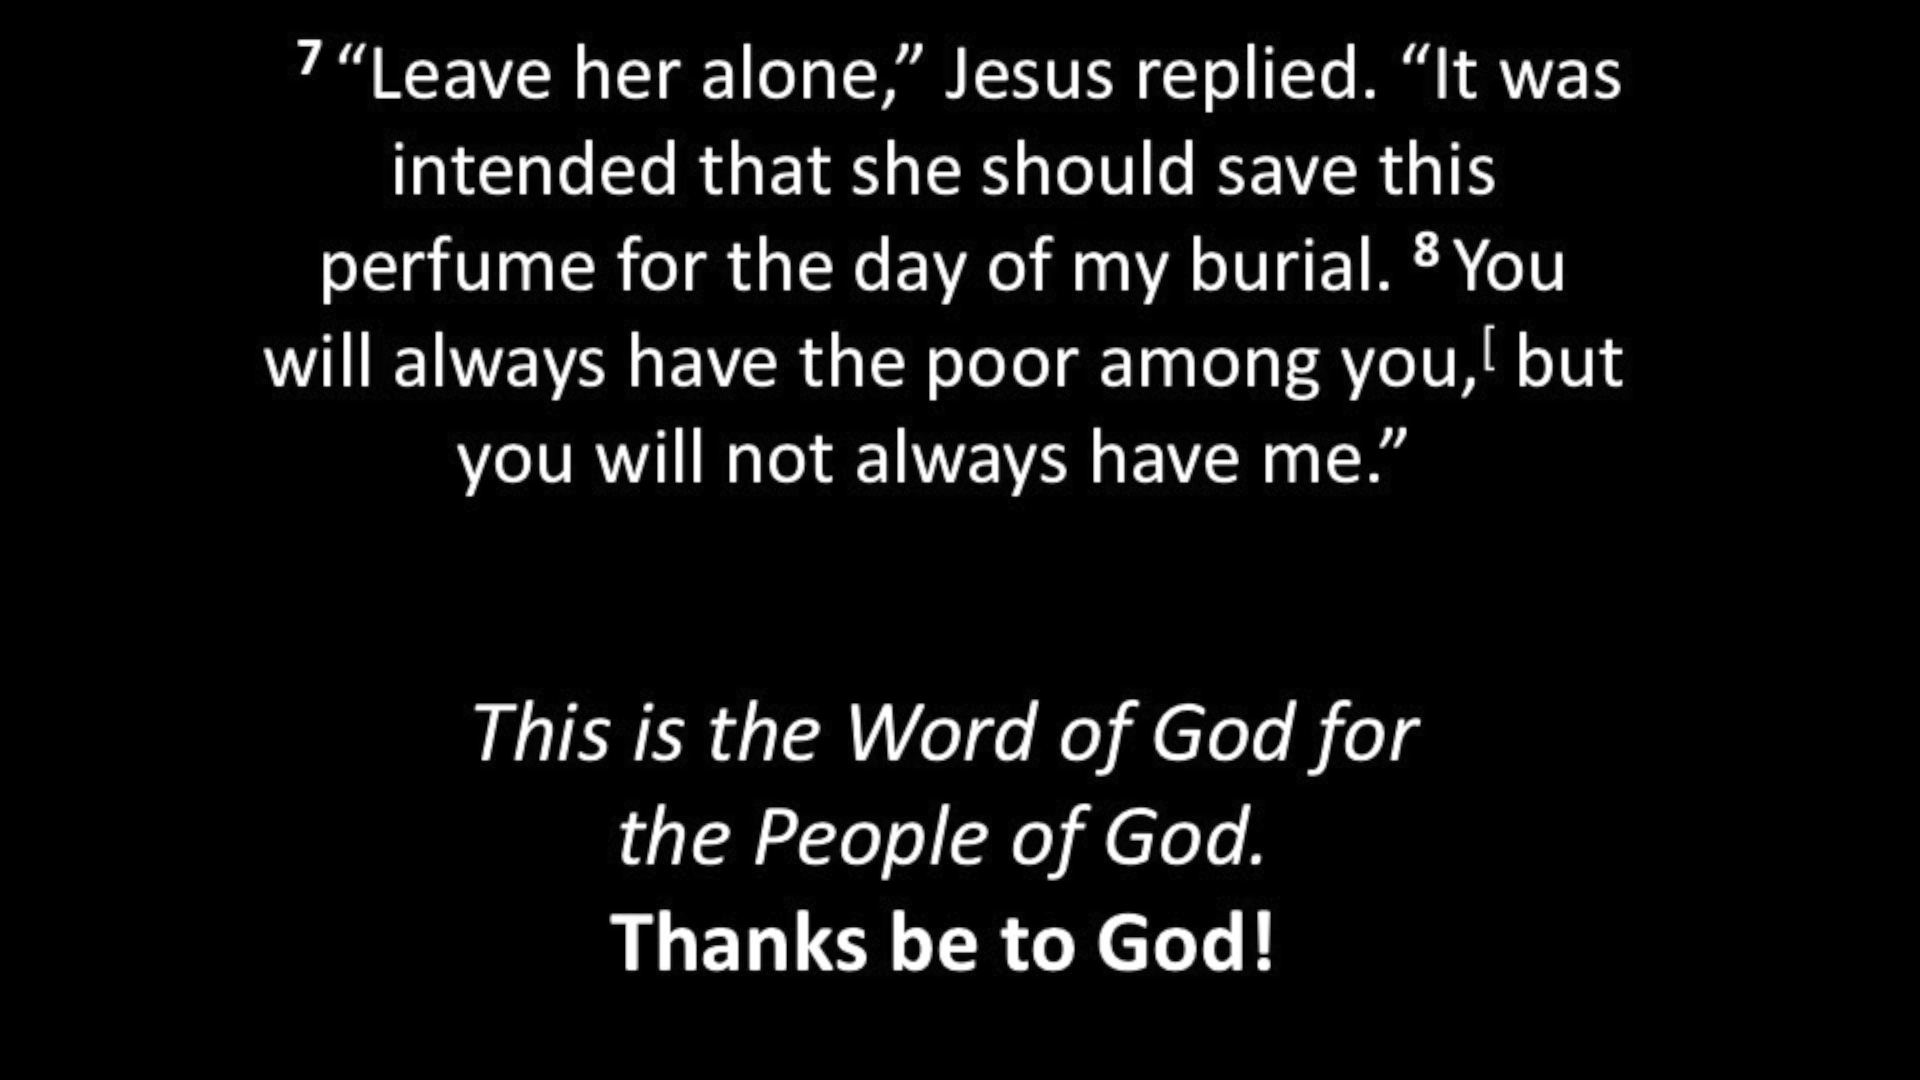 7 “Leave her alone,” Jesus replied. “It was
intended that she should save this
perfume for the day of my burial. 8 You
will always have the poor among you,[ but
you will not always have me.”
This is the Word of God for
the People of God.
Thanks be to God!